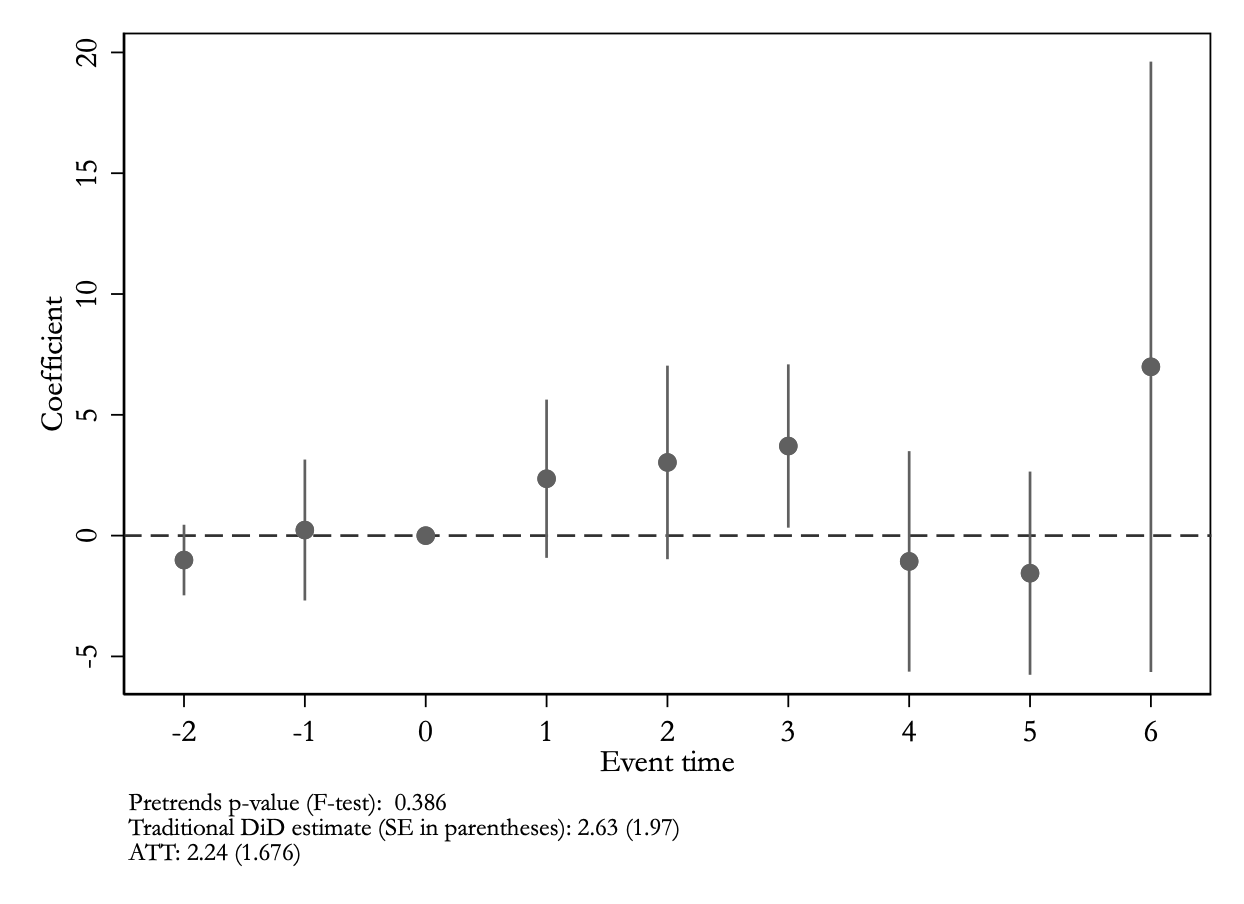 20
15
10
5
0
-5
Coefficient
-2 -1 0 1 2 3 4 5 6
Event time
Pretrends p-value (F-test): 0.386
Traditional DiD estimate (SE in parentheses): 2.63 (1.97)
ATT: 2.24 (1.676)